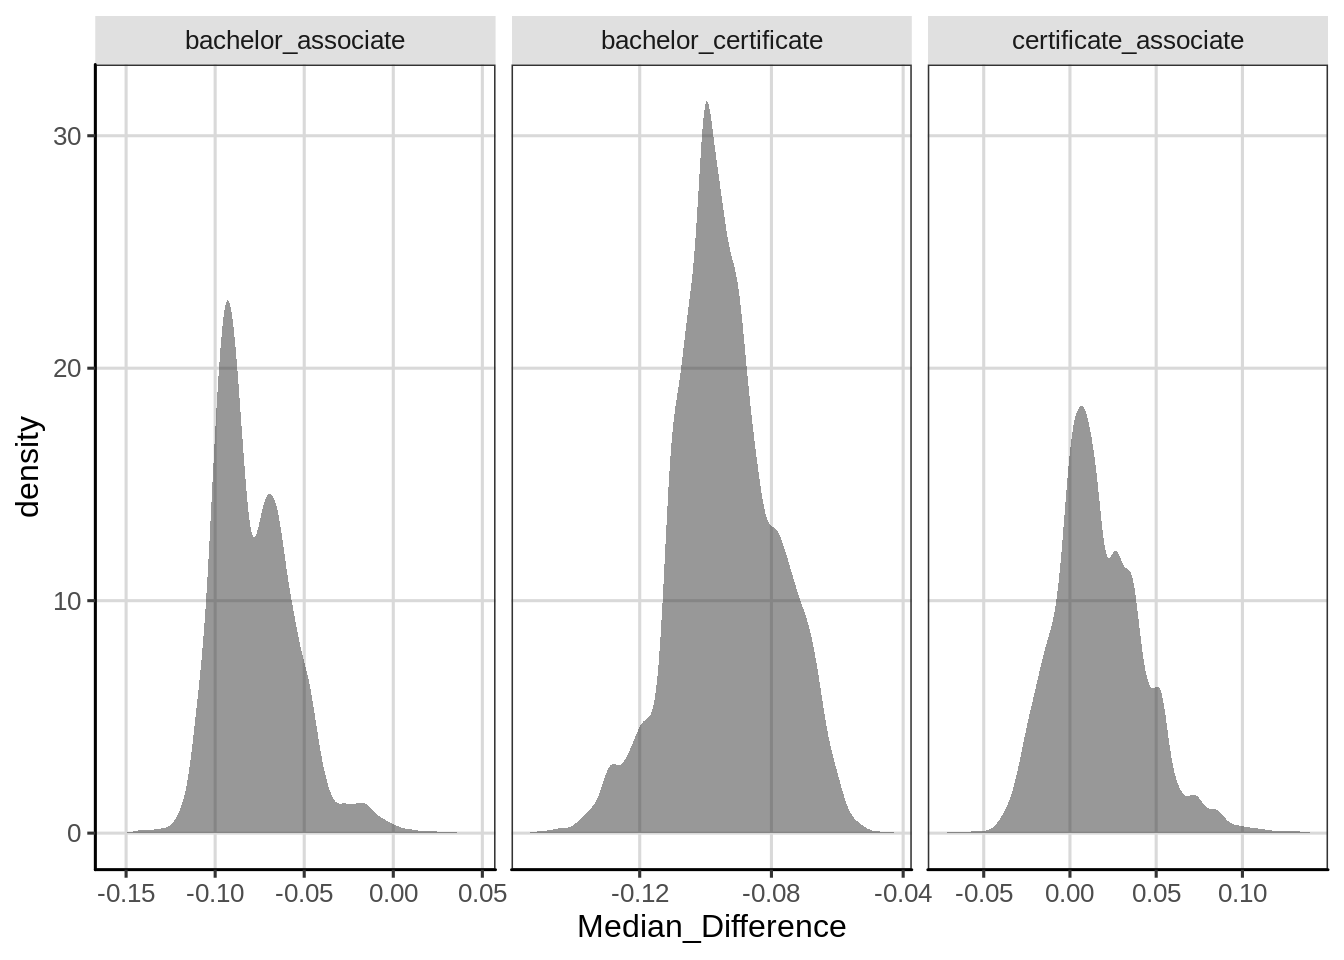 bachelor_associate bachelor_certificate certificate_associate
30
20
10
0
density
-0.15 -0.10 -0.05 0.00 0.05 -0.12 -0.08 -0.04 -0.05 0.00 0.05 0.10
Median_Difference